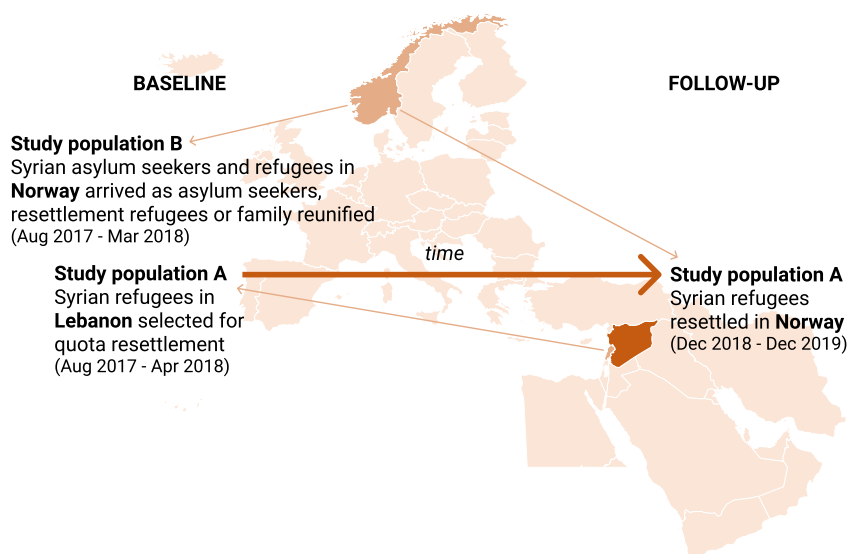 BASELINE
FOLLOW-UP
Study population B
Syrian asylum seekers and refugees in
Norway arrived as asylum seekers,
resettlement refugees or family reunified
(Aug 2017 - Mar 2018)
time
Study population A
Syrian refugees in
Lebanon selected for
quota resettlement
(Aug 2017 - Apr 2018)
Study population A
Syrian refugees
resettled in Norway
(Dec 2018 - Dec 2019)